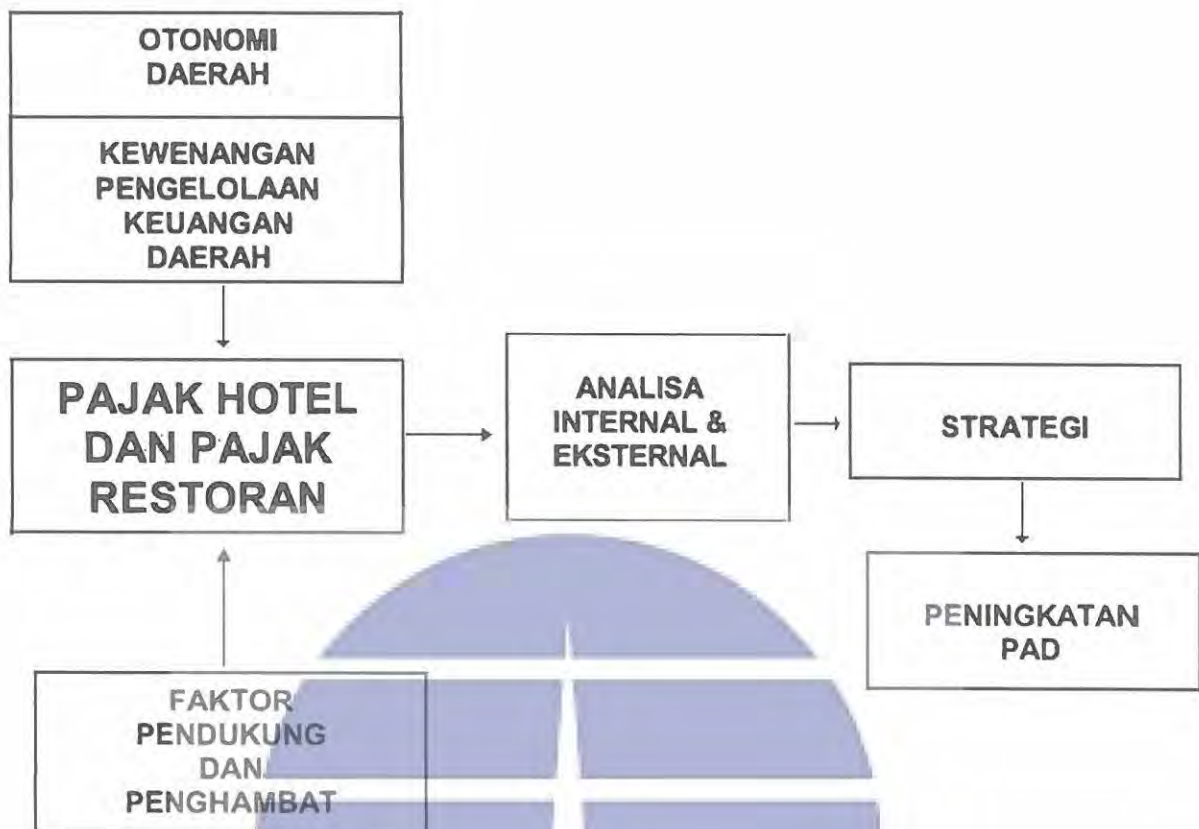 OTONOMI
DAERAH
KEWENANGAN
PENGELOLAAN
KEUANGAN
DAERAH
PAJAK HOTEL
DAN PAJAK
RESTORAN
ANALISA
INTERNAL &
EKSTERNAL
STRATEGI
PENINGKATAN
PAD
FAKTOR
PENDUKUNG
DAN
PENGHAMBAT